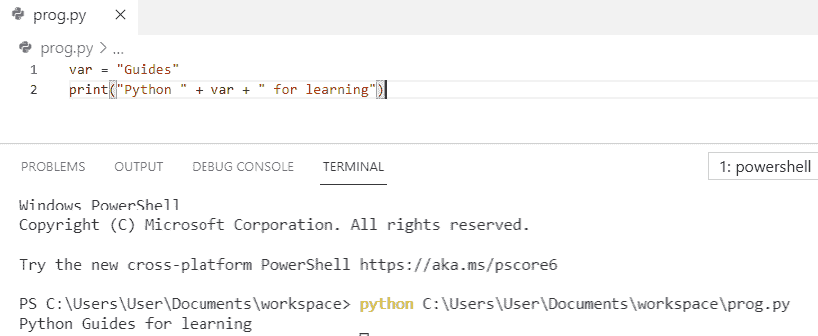 prog.py ×
prog.py > ...
1 var = "Guides"
2 print("Python " + var + " for learning")
PROBLEMS OUTPUT DEBUG CONSOLE TERMINAL 1: powershell
Windows PowerShell
Copyright (C) Microsoft Corporation. All rights reserved.
Try the new cross-platform PowerShell https://aka.ms/pscore6
PS C:\Users\User\Documents\workspace> python C:\Users\User\Documents\workspace\prog.py
Python Guides for learning